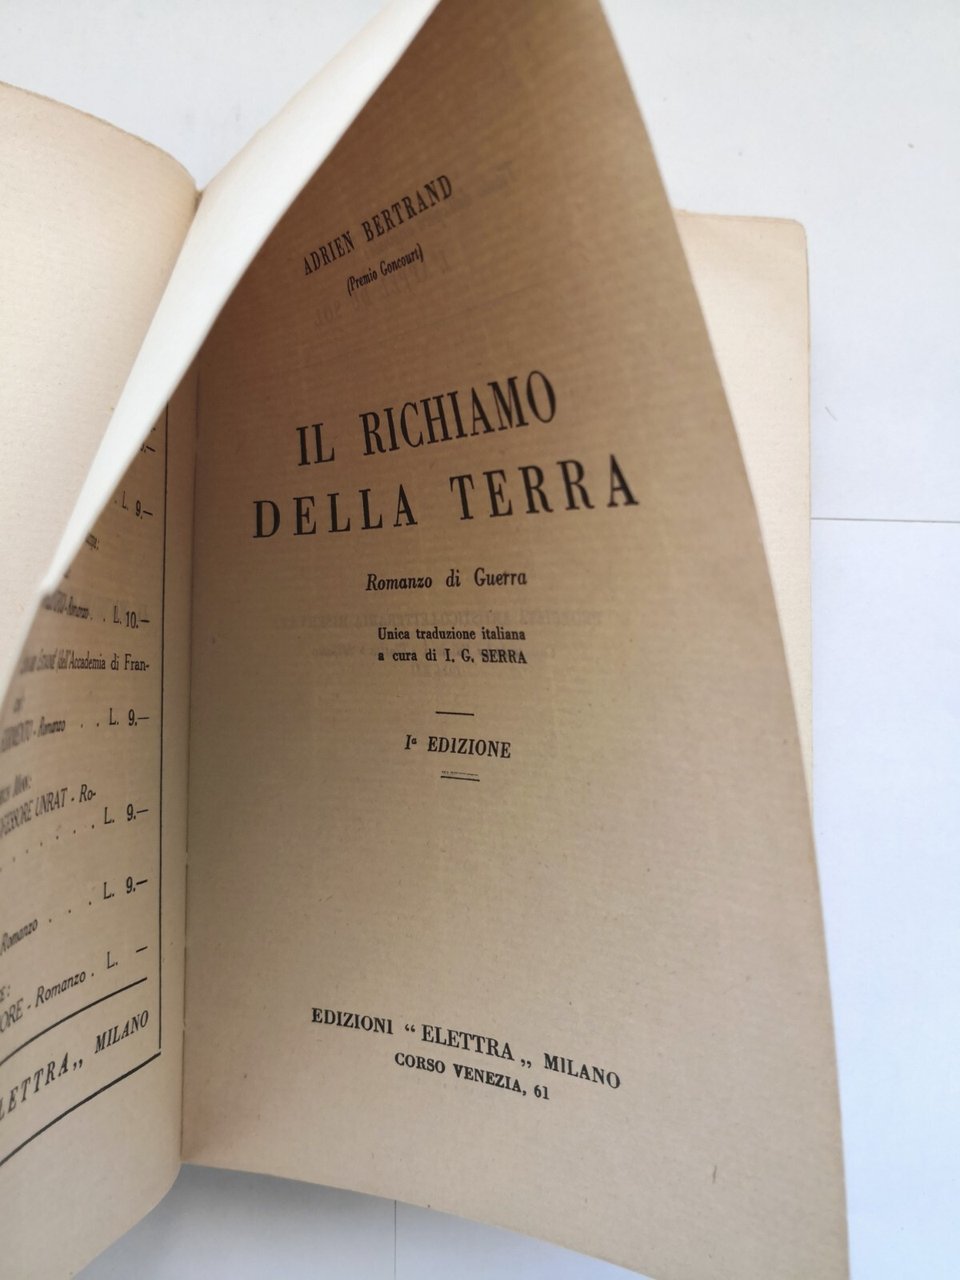 L. 9.—
L. 10.—
(dell'Accademia di Fran-
- Romanzo . . L. 9.—
UNRAT - Ro-
L. 9.—
L. 9.—
Romanzo
ORE - Romanzo . L. —
LETTRA„ MILANO
ADRIEN BERTRAND
(Premio Goncourt)
IL RICHIAMO
DELLA TERRA
Romanzo di Guerra
Unica traduzione italiana
a cura di I. G. SERRA
Iª EDIZIONE
EDIZIONI “ ELETTRA „ MILANO
CORSO VENEZIA, 61